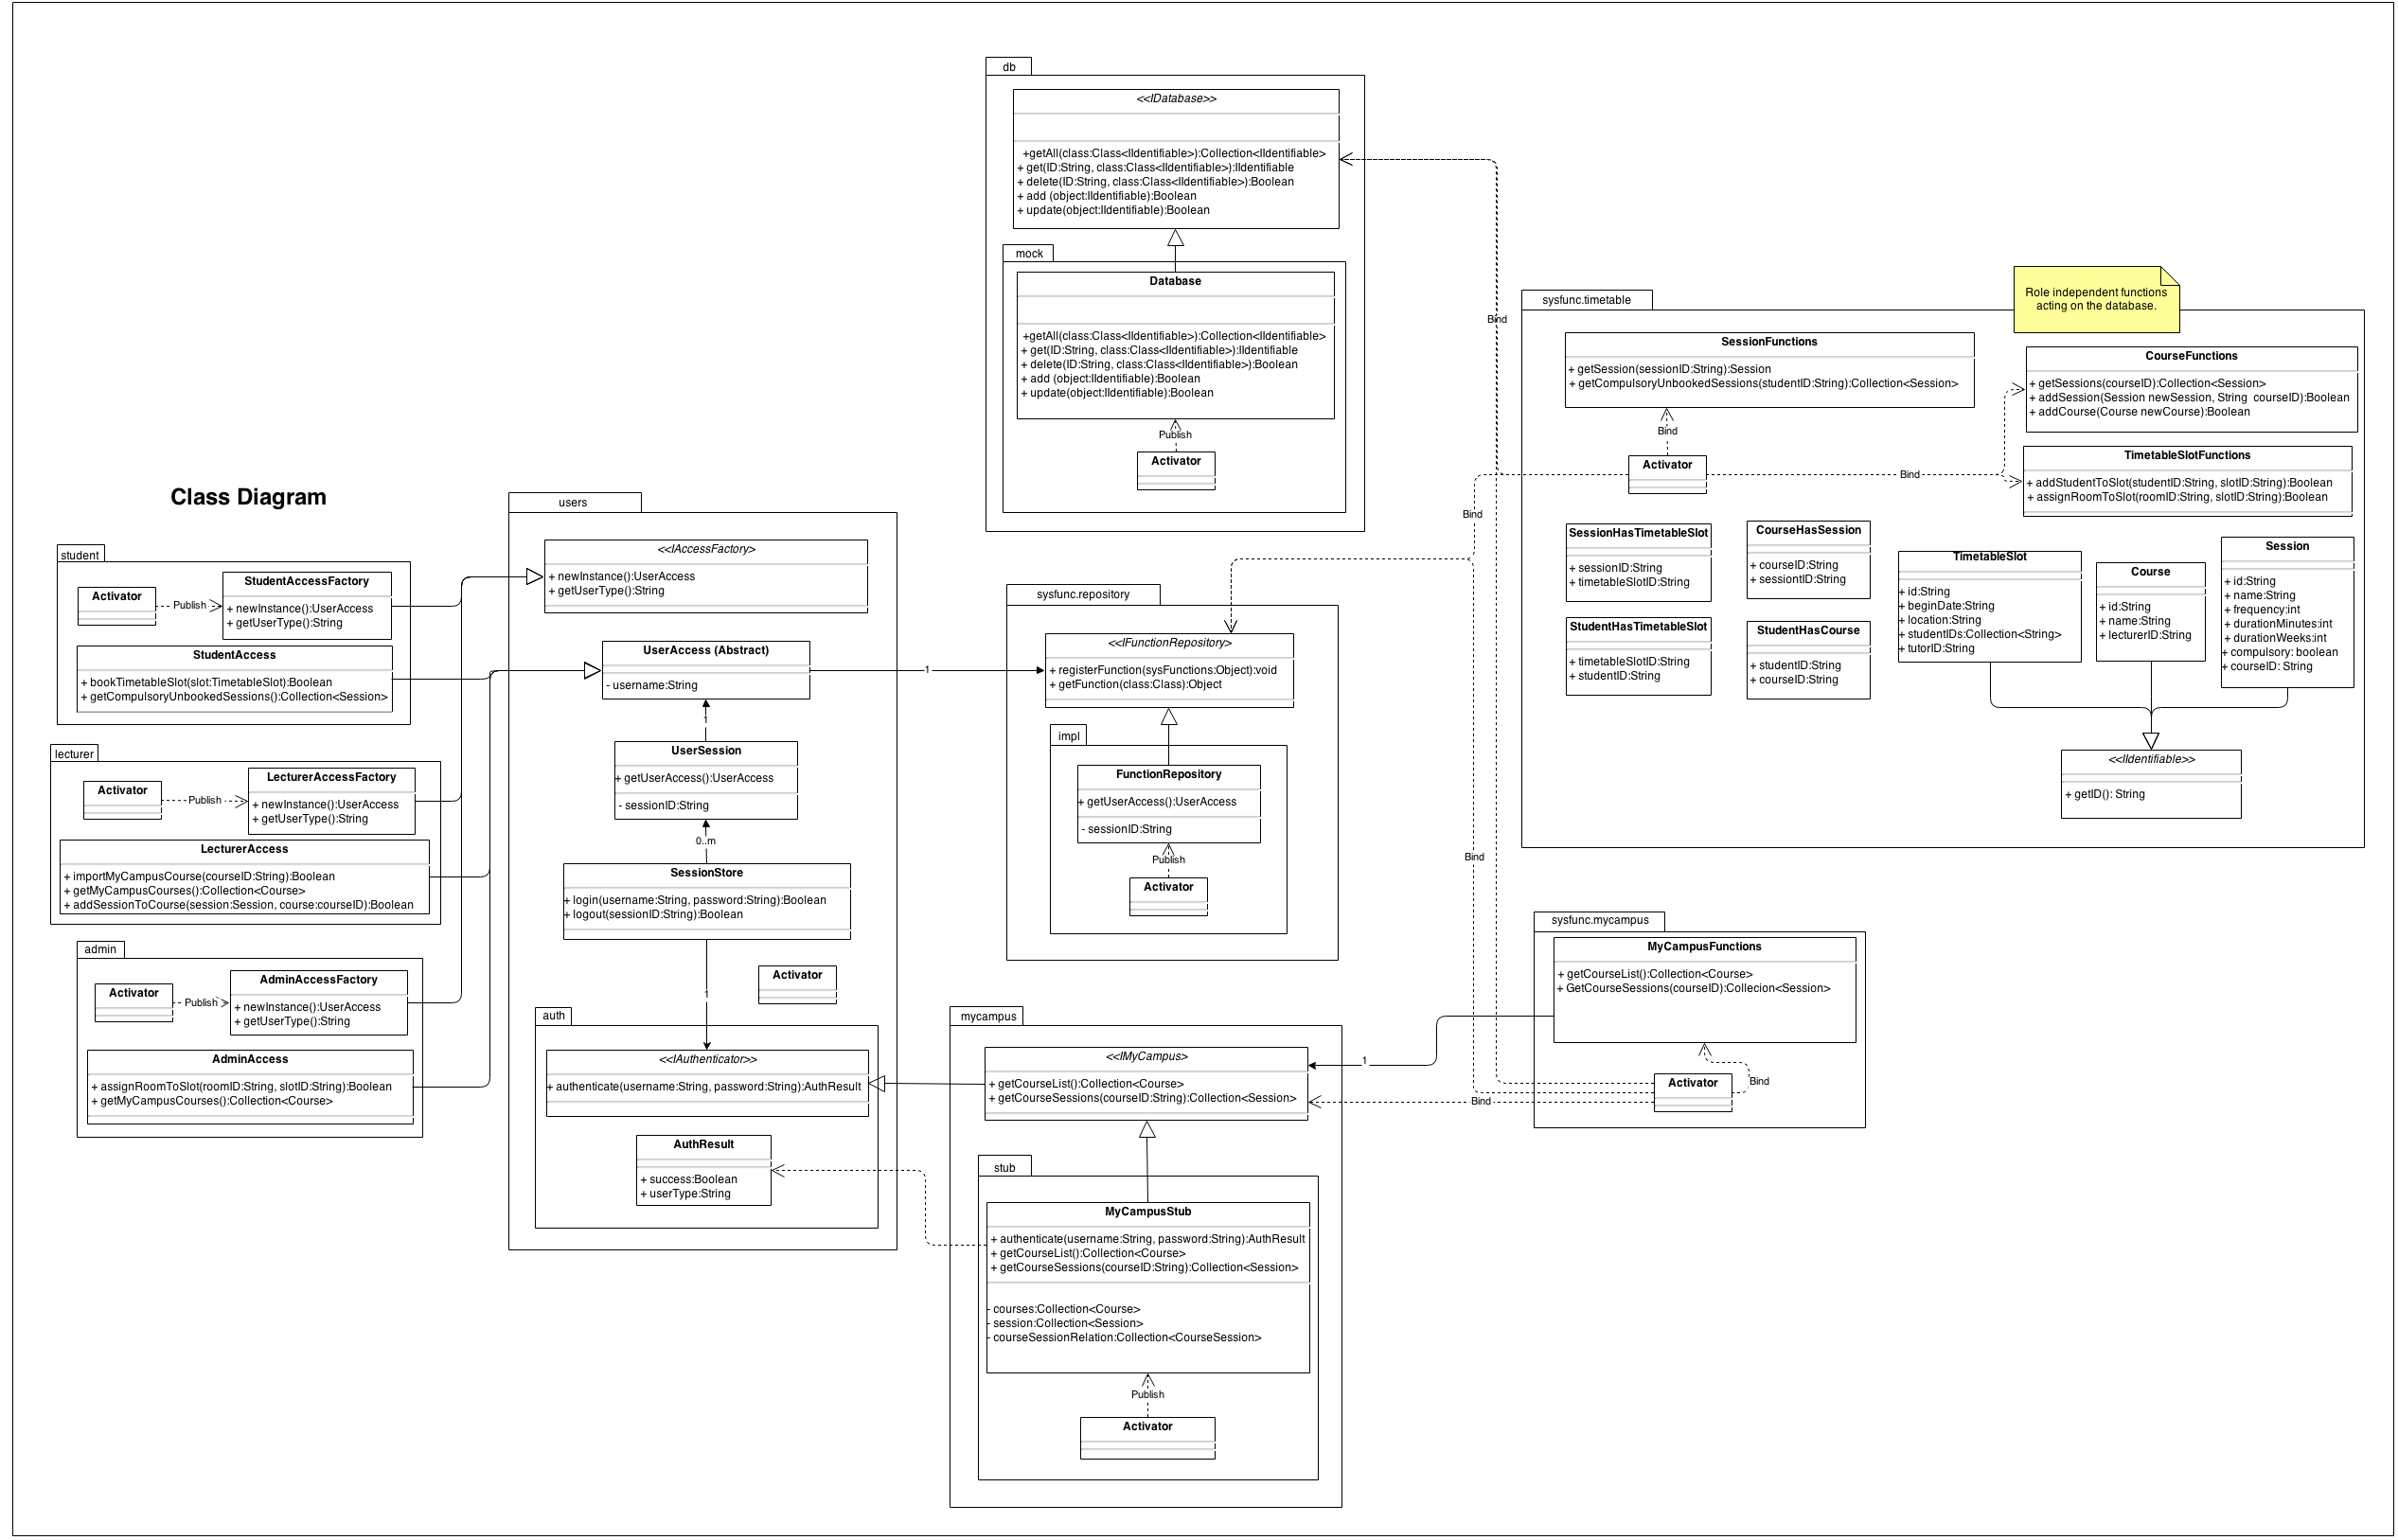 Class Diagram
db
<<IDatabase>>
+getAll(class:Class<IIdentifiable>):Collection<IIdentifiable>
+ get(ID:String, class:Class<IIdentifiable>):IIdentifiable
+ delete(ID:String, class:Class<IIdentifiable>):Boolean
+ add (object:IIdentifiable):Boolean
+ update(object:IIdentifiable):Boolean
mock
Database
+getAll(class:Class<IIdentifiable>):Collection<IIdentifiable>
+ get(ID:String, class:Class<IIdentifiable>):IIdentifiable
+ delete(ID:String, class:Class<IIdentifiable>):Boolean
+ add (object:IIdentifiable):Boolean
+ update(object:IIdentifiable):Boolean
Publish
Activator
student
Activator
Publish
StudentAccessFactory
+ newInstance():UserAccess
+ getUserType():String
StudentAccess
+ bookTimetableSlot(slot:TimetableSlot):Boolean
+ getCompulsoryUnbookedSessions():Collection<Session>
lecturer
Activator
Publish
LecturerAccessFactory
+ newInstance():UserAccess
+ getUserType():String
LecturerAccess
+ importMyCampusCourse(courseID:String):Boolean
+ getMyCampusCourses():Collection<Course>
+ addSessionToCourse(session:Session, course:courseID):Boolean
admin
Activator
Publish
AdminAccessFactory
+ newInstance():UserAccess
+ getUserType():String
AdminAccess
+ assignRoomToSlot(roomID:String, slotID:String):Boolean
+ getMyCampusCourses():Collection<Course>
users
<<IAccessFactory>
+ newInstance():UserAccess
+ getUserType():String
UserAccess (Abstract)
- username:String
1
1
UserSession
+ getUserAccess():UserAccess
- sessionID:String
0..m
SessionStore
+ login(username:String, password:String):Boolean
+ logout(sessionID:String):Boolean
Activator
1
auth
<<IAuthenticator>>
+ authenticate(username:String, password:String):AuthResult
AuthResult
+ success:Boolean
+ userType:String
sysfunc.repository
<<IFunctionRepository>
+ registerFunction(sysFunctions:Object):void
+ getFunction(class:Class):Object
impl
FunctionRepository
+ getUserAccess():UserAccess
- sessionID:String
Publish
Activator
mycampus
<<IMyCampus>
+ getCourseList():Collection<Course>
+ getCourseSessions(courseID:String):Collection<Session>
stub
MyCampusStub
+ authenticate(username:String, password:String):AuthResult
+ getCourseList():Collection<Course>
+ getCourseSessions(courseID:String):Collection<Session>
- courses:Collection<Course>
- session:Collection<Session>
- courseSessionRelation:Collection<CourseSession>
Publish
Activator
Bind
Bind
Bind
1
Bind
sysfunc.timetable
Role independent functions
acting on the database.
SessionFunctions
+ getSession(sessionID:String):Session
+ getCompulsoryUnbookedSessions(studentID:String):Collection<Session>
CourseFunctions
+ getSessions(courseID):Collection<Session>
+ addSession(Session newSession, String courseID):Boolean
+ addCourse(Course newCourse):Boolean
Bind
Activator
Bind
TimetableSlotFunctions
+ addStudentToSlot(studentID:String, slotID:String):Boolean
+ assignRoomToSlot(roomID:String, slotID:String):Boolean
SessionHasTimetableSlot
+ sessionID:String
+ timetableSlotID:String
CourseHasSession
+ courseID:String
+ sessiontID:String
StudentHasTimetableSlot
+ timetableSlotID:String
+ studentID:String
StudentHasCourse
+ studentID:String
+ courseID:String
TimetableSlot
+ id:String
+ beginDate:String
+ location:String
+ studentIDs:Collection<String>
+ tutorID:String
Course
+ id:String
+ name:String
+ lecturerID:String
Session
+ id:String
+ name:String
+ frequency:int
+ durationMinutes:int
+ durationWeeks:int
+ compulsory: boolean
+ courseID: String
<<IIdentifiable>>
+ getID(): String
sysfunc.mycampus
MyCampusFunctions
+ getCourseList():Collection<Course>
+ GetCourseSessions(courseID):Collecion<Session>
Activator
Bind